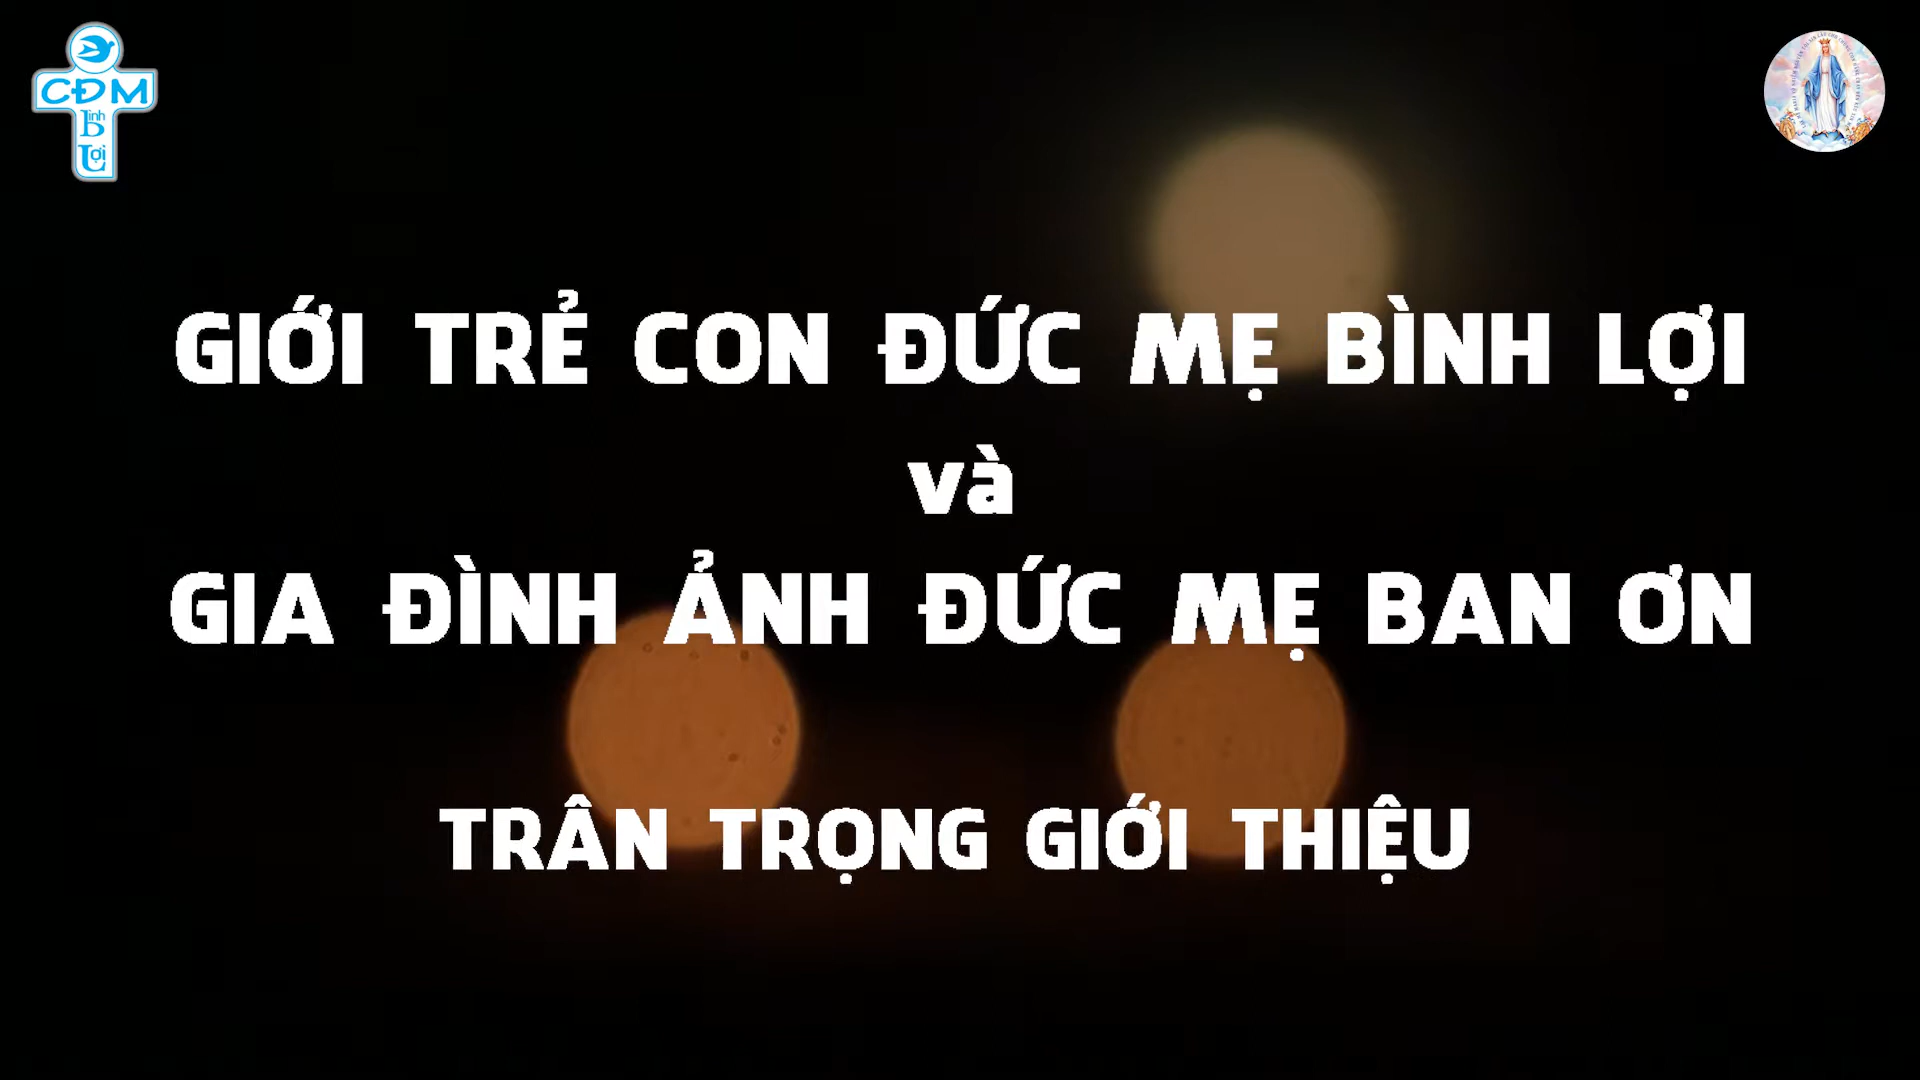 CĐM
Bình
Lợi
GIỚI TRẺ CON ĐỨC MẸ BÌNH LỢI
và
GIA ĐÌNH ẢNH ĐỨC MẸ BAN ƠN
TRÂN TRỌNG GIỚI THIỆU